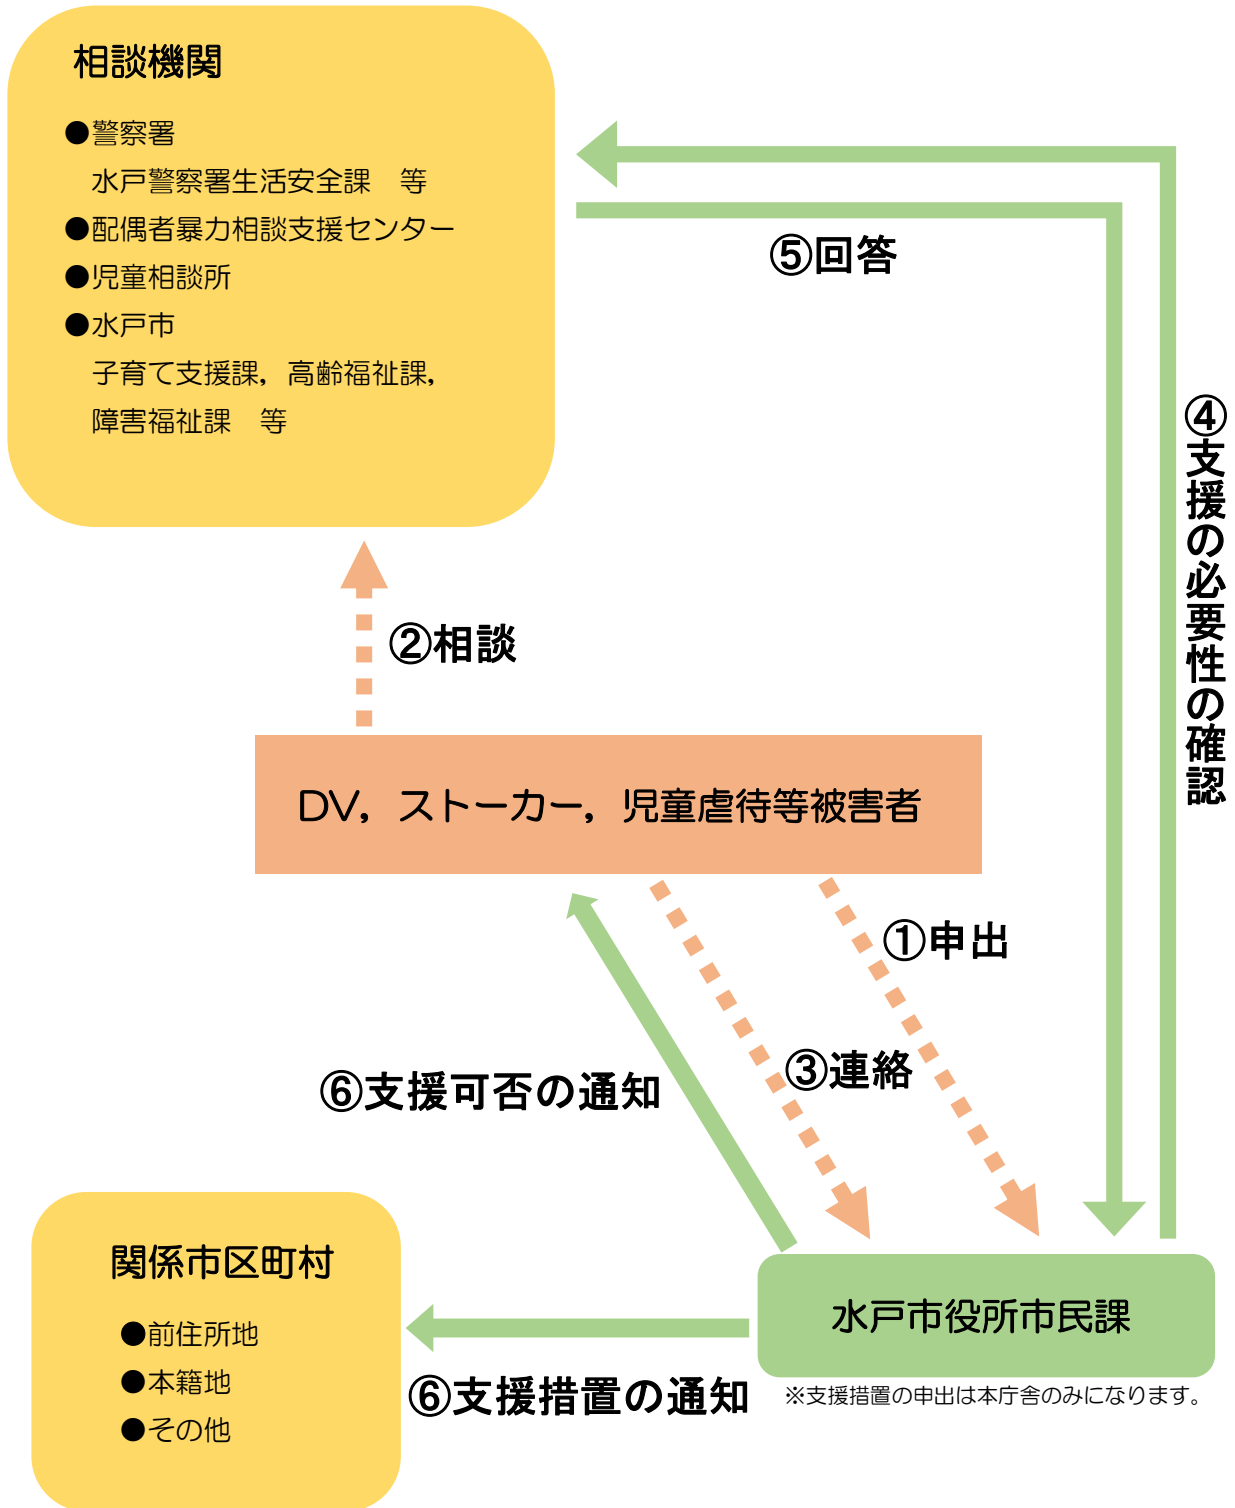 相談機関
●警察署
水戸警察署生活安全課　等
●配偶者暴力相談支援センター
●児童相談所
●水戸市
子育て支援課，高齢福祉課，
障害福祉課　等
⑤回答
④支援の必要性の確認
②相談
DV，ストーカー，児童虐待等被害者
①申出
③連絡
⑥支援可否の通知
関係市区町村
●前住所地
●本籍地
●その他
水戸市役所市民課
⑥支援措置の通知
※支援措置の申出は本庁舎のみになります。